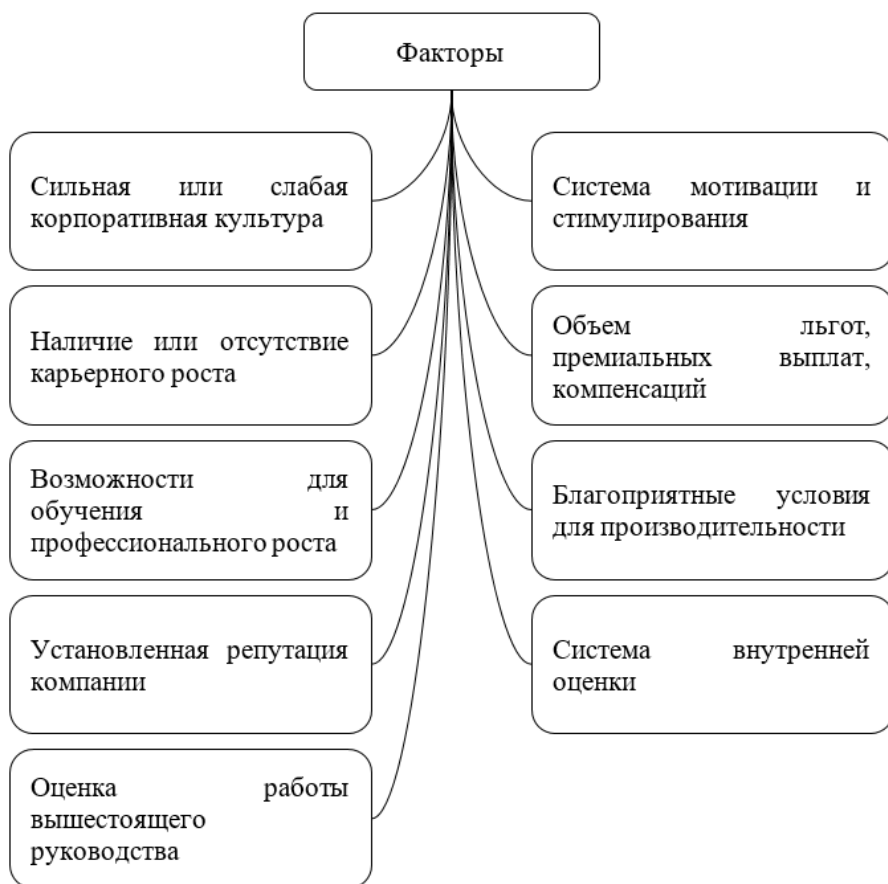 Факторы
Сильная или слабая
корпоративная культура
Наличие или отсутствие
карьерного роста
Возможности для
обучения и
профессионального роста
Установленная репутация
компании
Оценка работы
вышестоящего
руководства
Система мотивации и
стимулирования
Объем льгот,
премиальных выплат,
компенсаций
Благоприятные условия
для производительности
Система внутренней
оценки